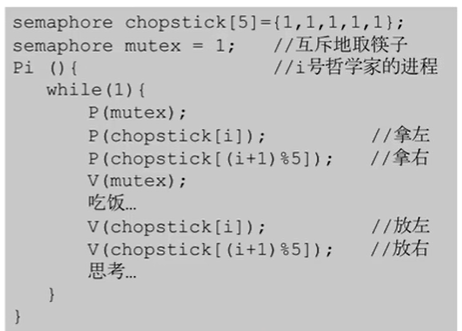 semaphore chopstick[5]={1,1,1,1,1};
semaphore mutex = 1; //互斥地取筷子
Pi (){ //i号哲学家的进程
while(1){
P(mutex);
P(chopstick[i]); //拿左
P(chopstick[(i+1)%5]); //拿右
V(mutex);
吃饭…
V(chopstick[i]); //放左
V(chopstick[(i+1)%5]); //放右
思考…
}
}